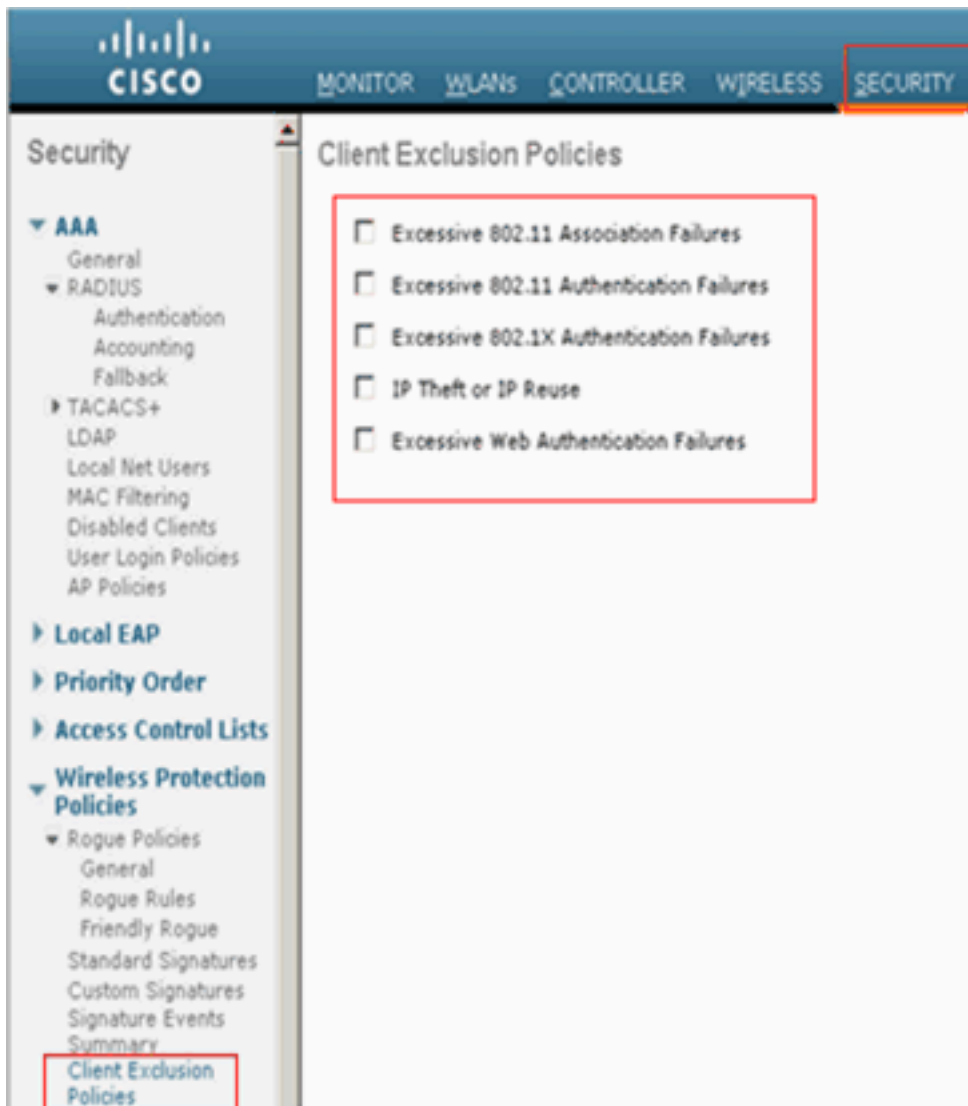 CISCO
MONITOR WLANs CONTROLLER WIRELESS SECURITY
Security
AAA
General
RADIUS
Authentication
Accounting
Fallback
TACACS+
LDAP
Local Net Users
MAC Filtering
Disabled Clients
User Login Policies
AP Policies
Local EAP
Priority Order
Access Control Lists
Wireless Protection
Policies
Rogue Policies
General
Rogue Rules
Friendly Rogue
Standard Signatures
Custom Signatures
Signature Events
Summary
Client Exclusion
Policies
Client Exclusion Policies
Excessive 802.11 Association Failures
Excessive 802.11 Authentication Failures
Excessive 802.1X Authentication Failures
IP Theft or IP Reuse
Excessive Web Authentication Failures